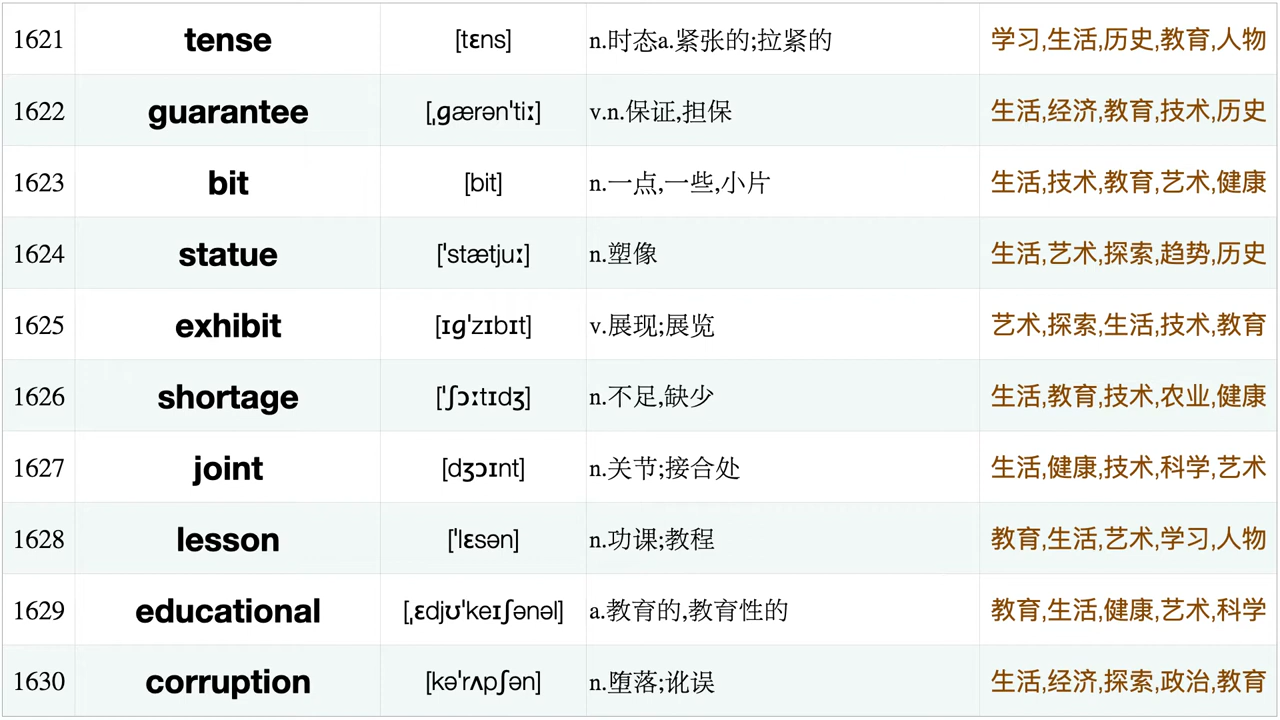 1621 tense [tɛns] n.时态a.紧张的;拉紧的 学习,生活,历史,教育,人物
1622 guarantee [ˌɡærənˈtiː] v.n.保证,担保 生活,经济,教育,技术,历史
1623 bit [bit] n.一点,一些,小片 生活,技术,教育,艺术,健康
1624 statue [ˈstætjuː] n.塑像 生活,艺术,探索,趋势,历史
1625 exhibit [ɪɡˈzɪbɪt] v.展现;展览 艺术,探索,生活,技术,教育
1626 shortage [ˈʃɔːtɪdʒ] n.不足,缺少 生活,教育,技术,农业,健康
1627 joint [dʒɔɪnt] n.关节;接合处 生活,健康,技术,科学,艺术
1628 lesson [ˈlɛsən] n.功课;教程 教育,生活,艺术,学习,人物
1629 educational [ˌɛdjʊˈkeɪʃənəl] a.教育的,教育性的 教育,生活,健康,艺术,科学
1630 corruption [kəˈrʌpʃən] n.堕落;讹误 生活,经济,探索,政治,教育